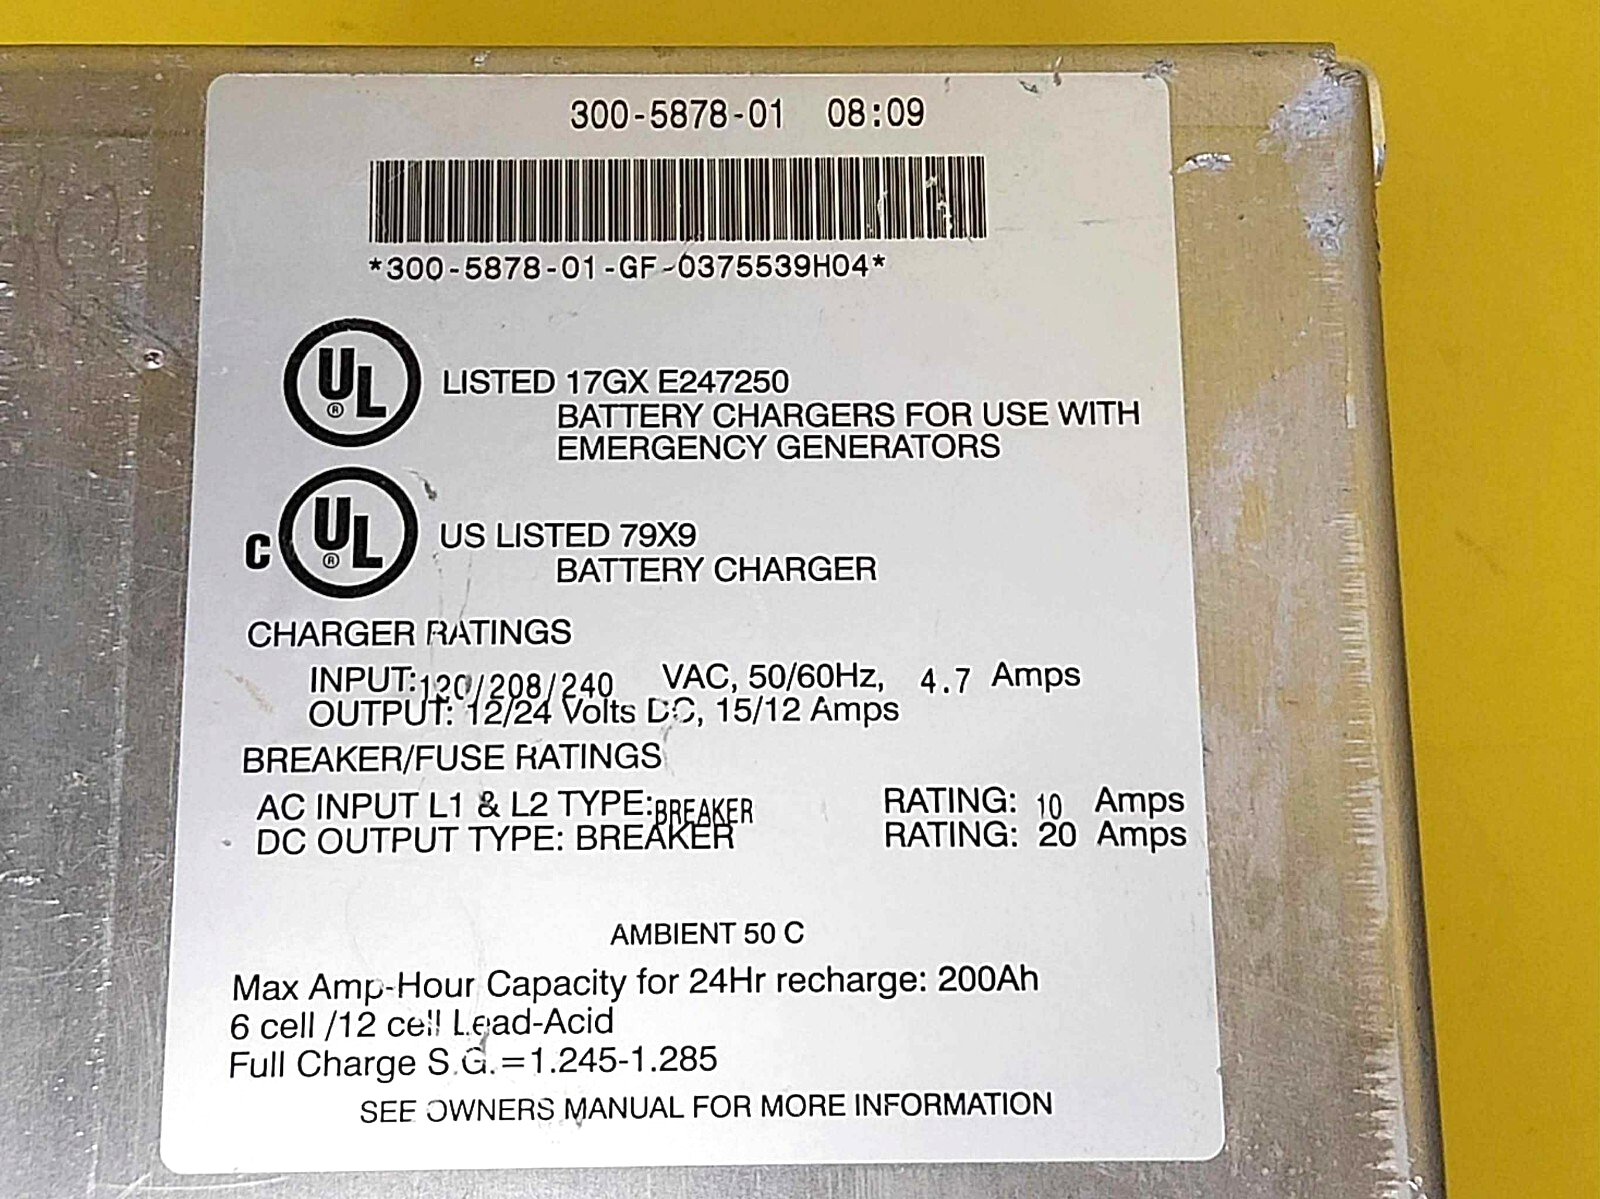 300-5878-01 08:09
*300-5878-01-GF-0375539H04*
UL ® LISTED 17GX E247250
BATTERY CHARGERS FOR USE WITH
EMERGENCY GENERATORS
C UL ® US LISTED 79X9
BATTERY CHARGER
CHARGER RATINGS
INPUT: 120/208/240 VAC, 50/60Hz, 4.7 Amps
OUTPUT: 12/24 Volts DC, 15/12 Amps
BREAKER/FUSE RATINGS
AC INPUT L1 & L2 TYPE: BREAKER RATING: 10 Amps
DC OUTPUT TYPE: BREAKER RATING: 20 Amps
AMBIENT 50 C
Max Amp-Hour Capacity for 24Hr recharge: 200Ah
6 cell /12 cell Lead-Acid
Full Charge S.G.=1.245-1.285
SEE OWNERS MANUAL FOR MORE INFORMATION